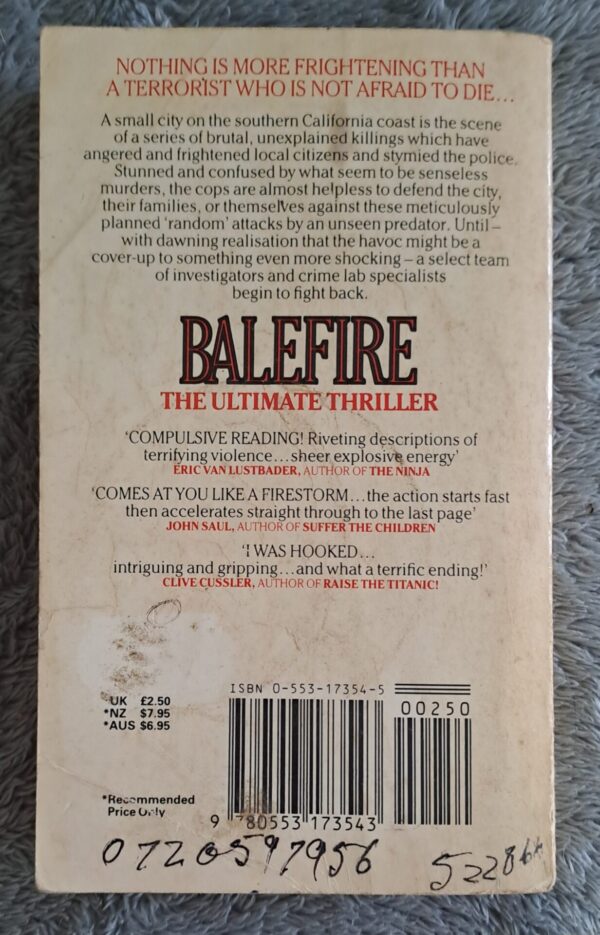 NOTHING IS MORE FRIGHTENING THAN
A TERRORIST WHO IS NOT AFRAID TO DIE...
A small city on the southern California coast is the scene
of a series of brutal, unexplained killings which have
angered and frightened local citizens and stymied the police.
Stunned and confused by what seem to be senseless
murders, the cops are almost helpless to defend the city,
their families, or themselves against these meticulously
planned ‘random’ attacks by an unseen predator. Until –
with dawning realisation that the havoc might be a
cover-up to something even more shocking – a select team
of investigators and crime lab specialists
begin to fight back.
BALEFIRE
THE ULTIMATE THRILLER
‘COMPULSIVE READING! Riveting descriptions of
terrifying violence...sheer explosive energy’
ERIC VAN LUSTBADER, AUTHOR OF THE NINJA
‘COMES AT YOU LIKE A FIRESTORM...the action starts fast
then accelerates straight through to the last page’
JOHN SAUL, AUTHOR OF SUFFER THE CHILDREN
‘I WAS HOOKED...
intriguing and gripping...and what a terrific ending!’
CLIVE CUSSLER, AUTHOR OF RAISE THE TITANIC!
ISBN 0-553-17354-5
00250
UK £2.50
*NZ $7.95
*AUS $6.95
*Recommended
Price Only
9 780553 173543
0720597956